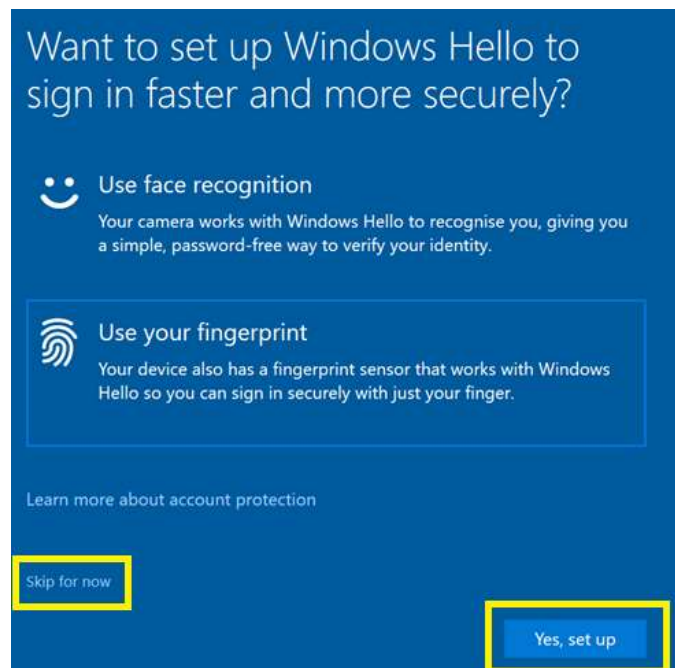 Want to set up Windows Hello to
sign in faster and more securely?
Use face recognition
Your camera works with Windows Hello to recognise you, giving you
a simple, password-free way to verify your identity.
Use your fingerprint
Your device also has a fingerprint sensor that works with Windows
Hello so you can sign in securely with just your finger.
Learn more about account protection
Skip for now
Yes, set up